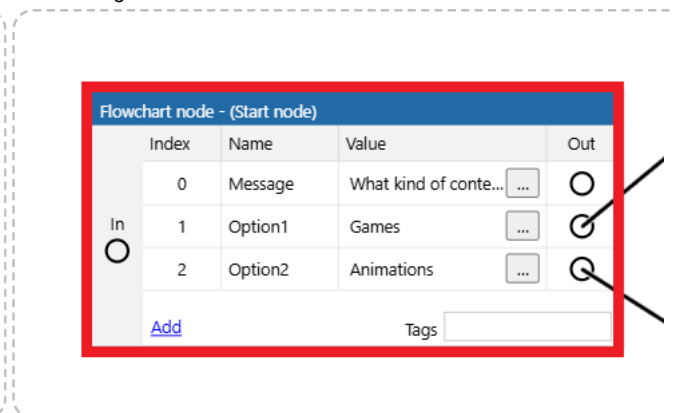 Flowchart node - (Start node)
Index Name Value Out
0 Message What kind of conte... ...
In
1 Option1 Games ...
2 Option2 Animations ...
Add Tags